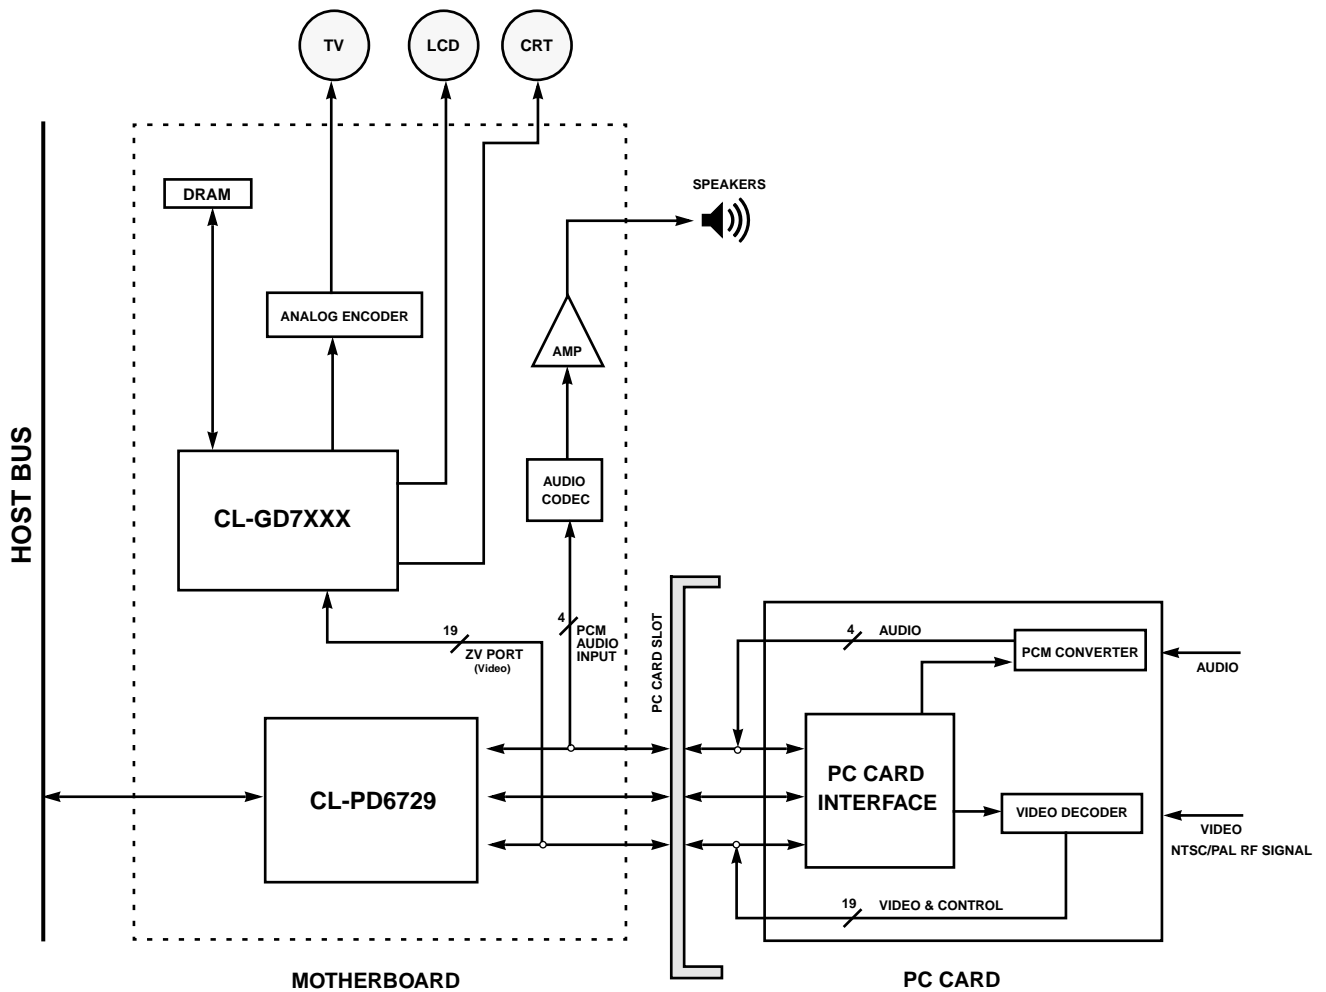 TV
LCD
CRT
DRAM
SPEAKERS
ANALOG ENCODER
AMP
HOST BUS
AUDIO
CODEC
CL-GD7XXX
4
PCM
AUDIO
INPUT
19
ZV PORT
(Video)
PC CARD SLOT
4
AUDIO
PCM CONVERTER
AUDIO
CL-PD6729
PC CARD
INTERFACE
VIDEO DECODER
VIDEO
NTSC/PAL RF SIGNAL
19
VIDEO & CONTROL
MOTHERBOARD
PC CARD